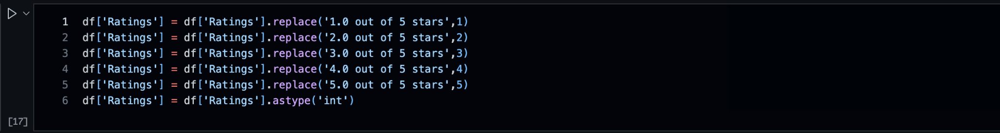 1 df['Ratings'] = df['Ratings'].replace('1.0 out of 5 stars',1)
2 df['Ratings'] = df['Ratings'].replace('2.0 out of 5 stars',2)
3 df['Ratings'] = df['Ratings'].replace('3.0 out of 5 stars',3)
4 df['Ratings'] = df['Ratings'].replace('4.0 out of 5 stars',4)
5 df['Ratings'] = df['Ratings'].replace('5.0 out of 5 stars',5)
6 df['Ratings'] = df['Ratings'].astype('int')
[17]